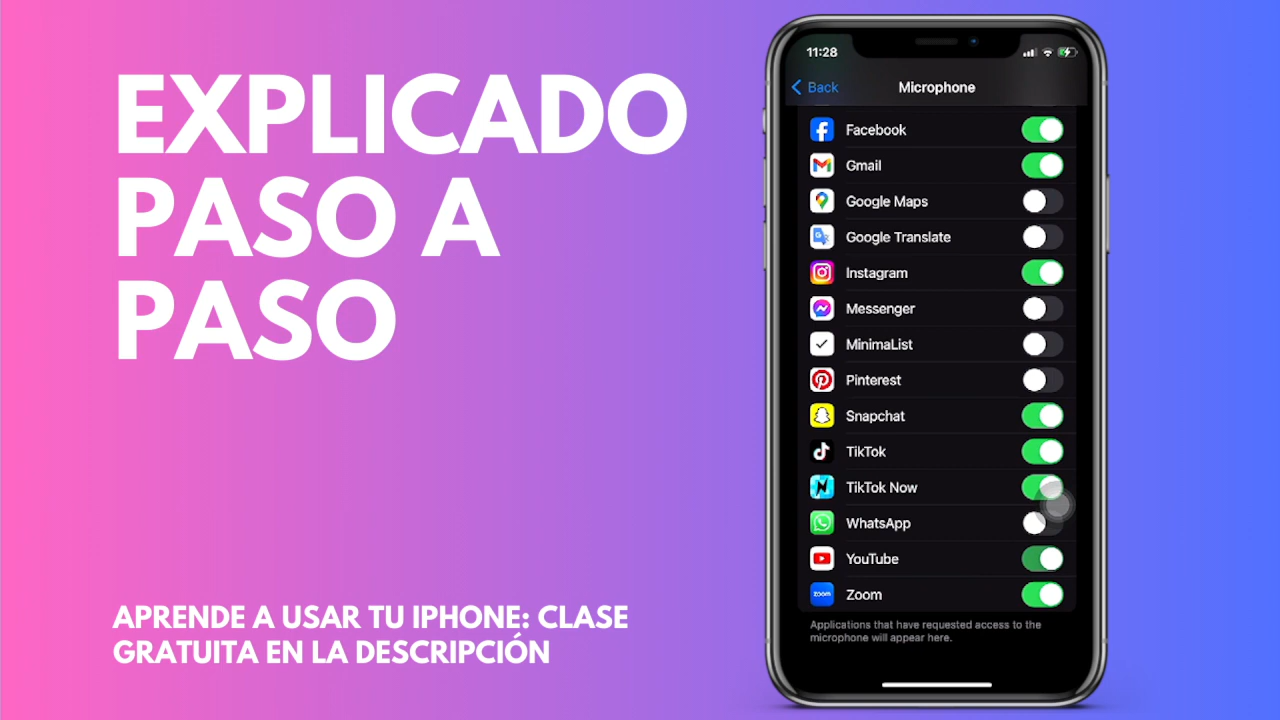 EXPLICADO
PASO A
PASO
APRENDE A USAR TU IPHONE: CLASE
GRATUITA EN LA DESCRIPCIÓN
11:28
Back
Microphone
Facebook
Gmail
Google Maps
Google Translate
Instagram
Messenger
MinimaList
Pinterest
Snapchat
TikTok
TikTok Now
WhatsApp
YouTube
zoom Zoom
Applications that have requested access to the
microphone will appear here.